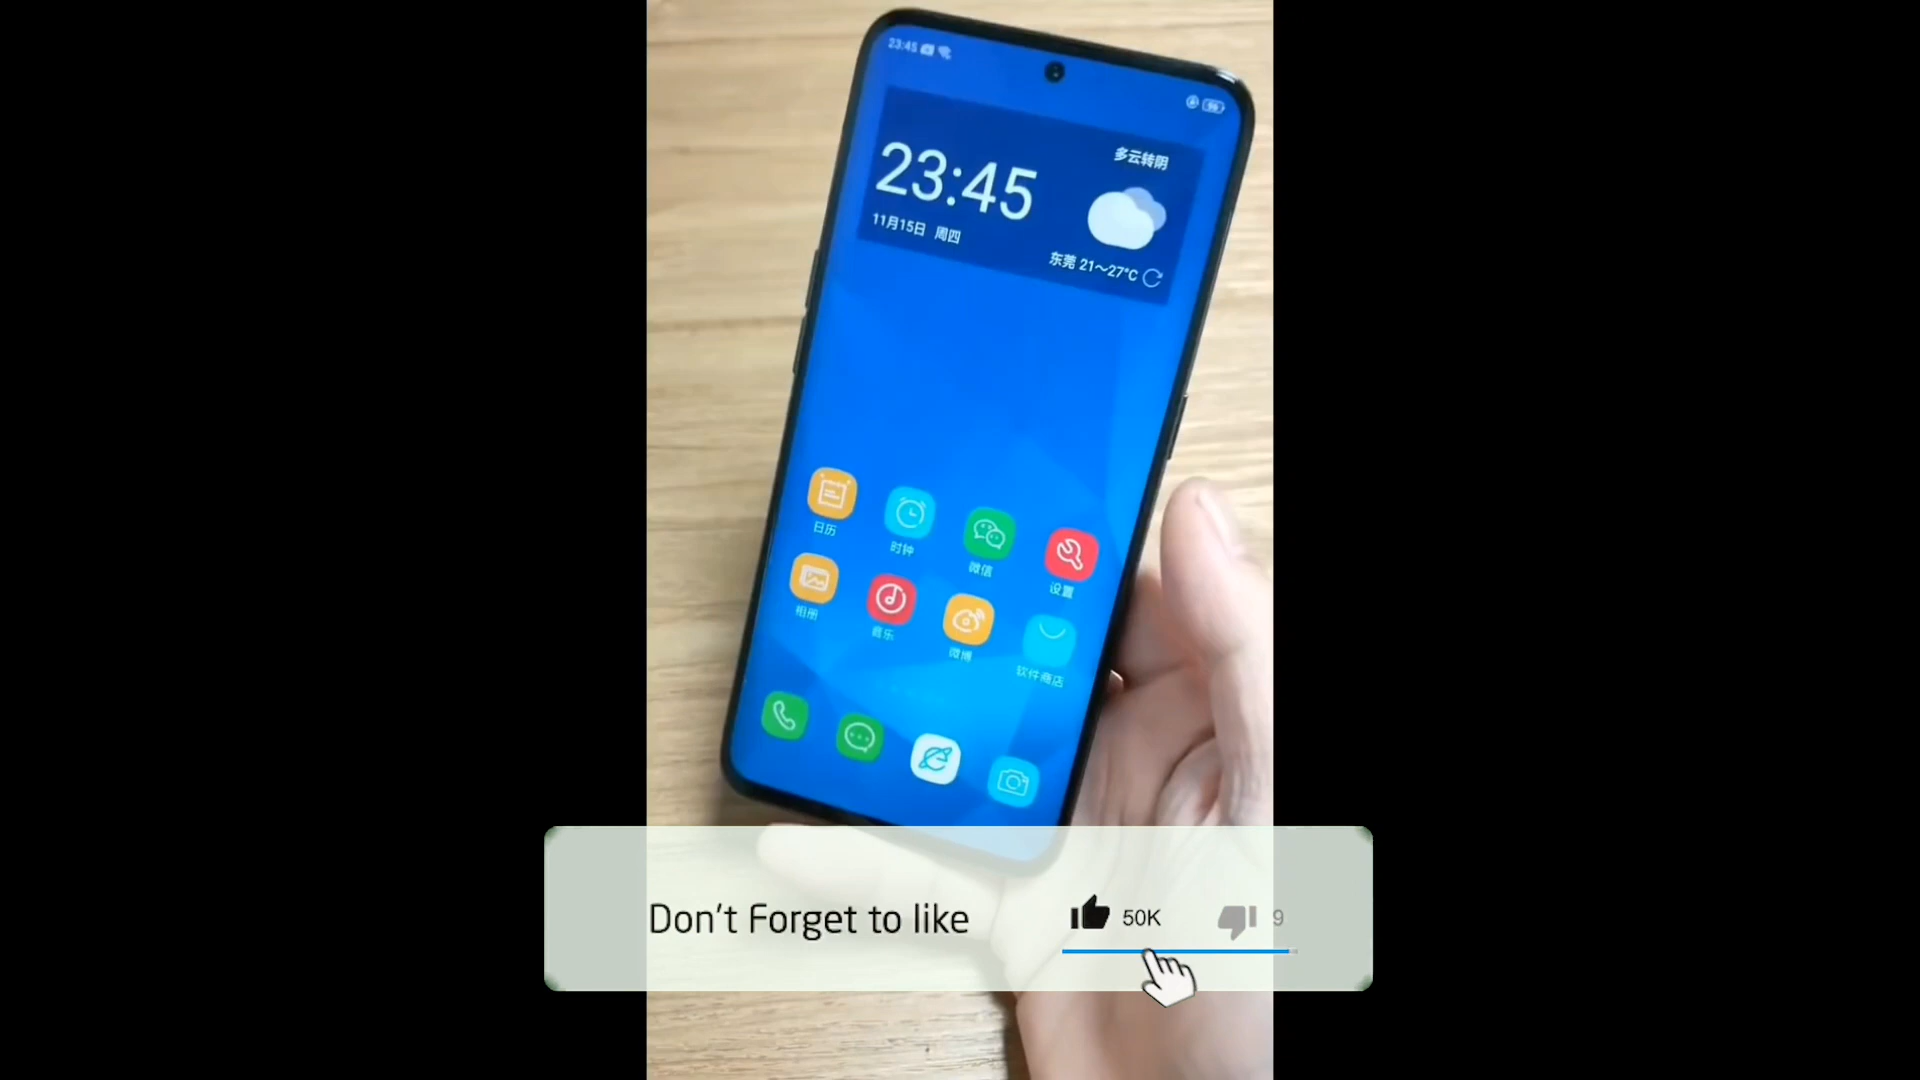 23:45
99
多云转阴
23:45
11月15日 周四
东莞 21～27°C
日历
时钟
微信
设置
相册
音乐
微博
软件商店
Don't Forget to like
50K
9